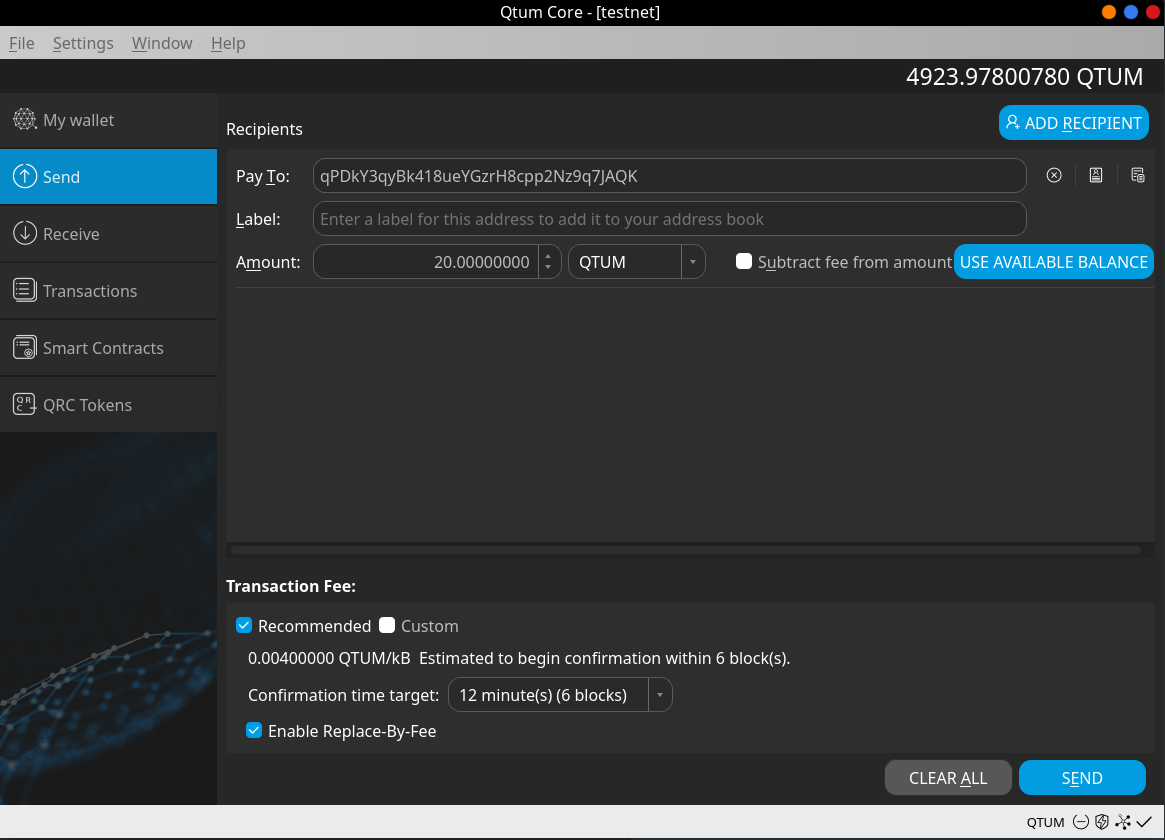 Qtum Core - [testnet]
File Settings Window Help
4923.97800780 QTUM
My wallet
Send
Receive
Transactions
Smart Contracts
QRC Tokens
Recipients
ADD RECIPIENT
Pay To: qPDkY3qyBk418ueYGzrH8cpp2Nz9q7JAQK
Label: Enter a label for this address to add it to your address book
Amount: 20.00000000 QTUM Subtract fee from amount USE AVAILABLE BALANCE
Transaction Fee:
Recommended Custom
0.00400000 QTUM/kB Estimated to begin confirmation within 6 block(s).
Confirmation time target: 12 minute(s) (6 blocks)
Enable Replace-By-Fee
CLEAR ALL SEND
QTUM